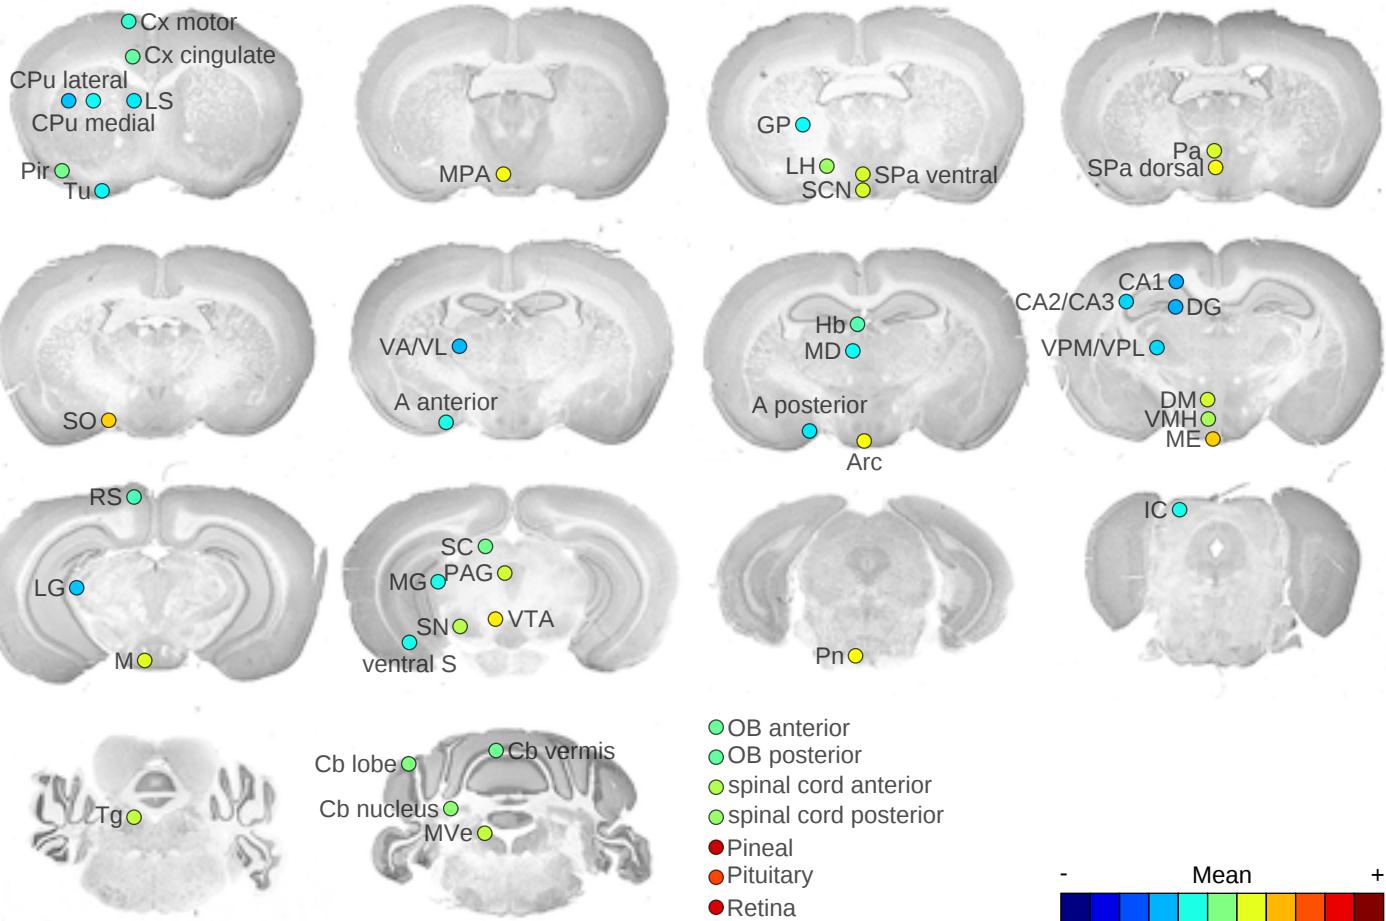 Cx motor
Cx cingulate
CPu lateral
LS
CPu medial
Pir
Tu
MPA
GP
LH
SPa ventral
SCN
Pa
SPa dorsal
SO
VA/VL
A anterior
Hb
MD
A posterior
Arc
CA1
CA2/CA3
DG
VPM/VPL
DM
VMH
ME
RS
LG
M
SC
MG
PAG
SN
VTA
ventral S
Pn
IC
Tg
Cb lobe
Cb vermis
Cb nucleus
MVe
OB anterior
OB posterior
spinal cord anterior
spinal cord posterior
Pineal
Pituitary
Retina
- Mean +